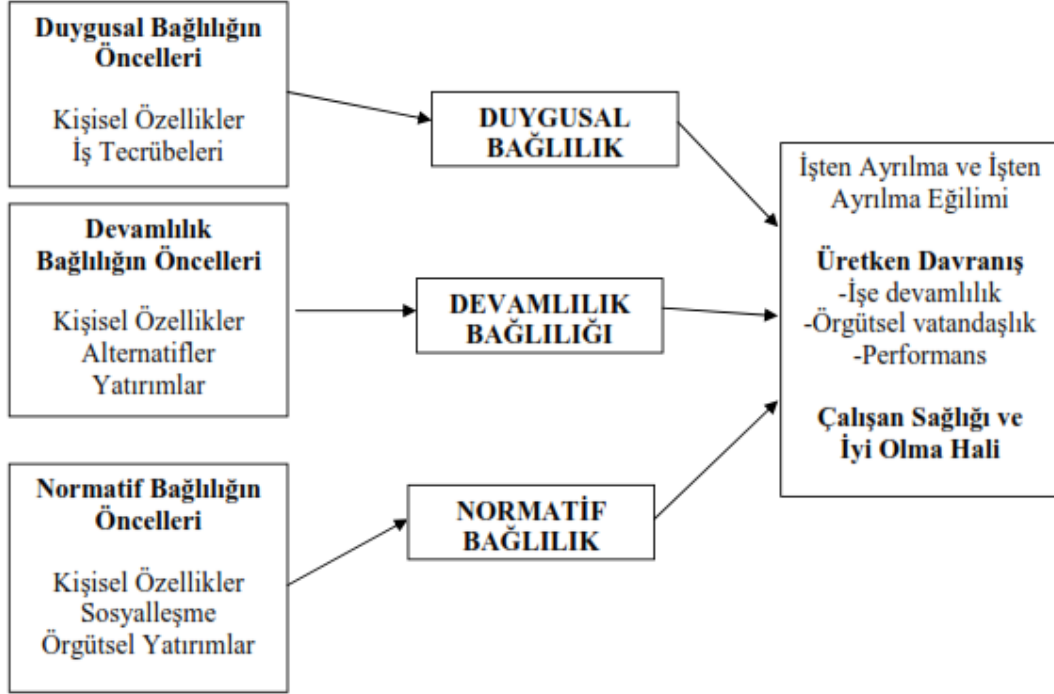 Duygusal Bağlılığın
Öncelleri
Kişisel Özellikler
İş Tecrübeleri
DUYGUSAL
BAĞLILIK
Devamlılık
Bağlılığın Öncelleri
Kişisel Özellikler
Alternatifler
Yatırımlar
DEVAMLILIK
BAĞLILIĞI
Normatif Bağlılığın
Öncelleri
Kişisel Özellikler
Sosyalleşme
Örgütsel Yatırımlar
NORMATİF
BAĞLILIK
İşten Ayrılma ve İşten
Ayrılma Eğilimi
Üretken Davranış
-İşe devamlılık
-Örgütsel vatandaşlık
-Performans
Çalışan Sağlığı ve
İyi Olma Hali